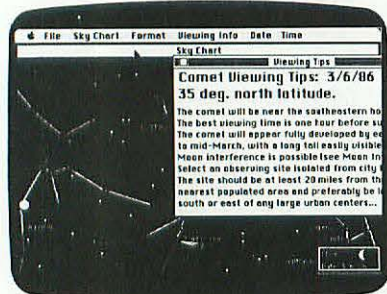 File Sky Chart Format Viewing Info Date Time
Sky Chart
Viewing Tips
Comet Viewing Tips: 3/6/86
35 deg. north latitude.
The comet will be near the southeastern ho
The best viewing time is one hour before su
The comet will appear fully developed by ea
to mid-March, with a long tail easily visible
Moon interference is possible (see Moon In
Select an observing site isolated from city l
The site should be at least 20 miles from th
nearest populated area and preferably be l
south or east of any large urban centers...